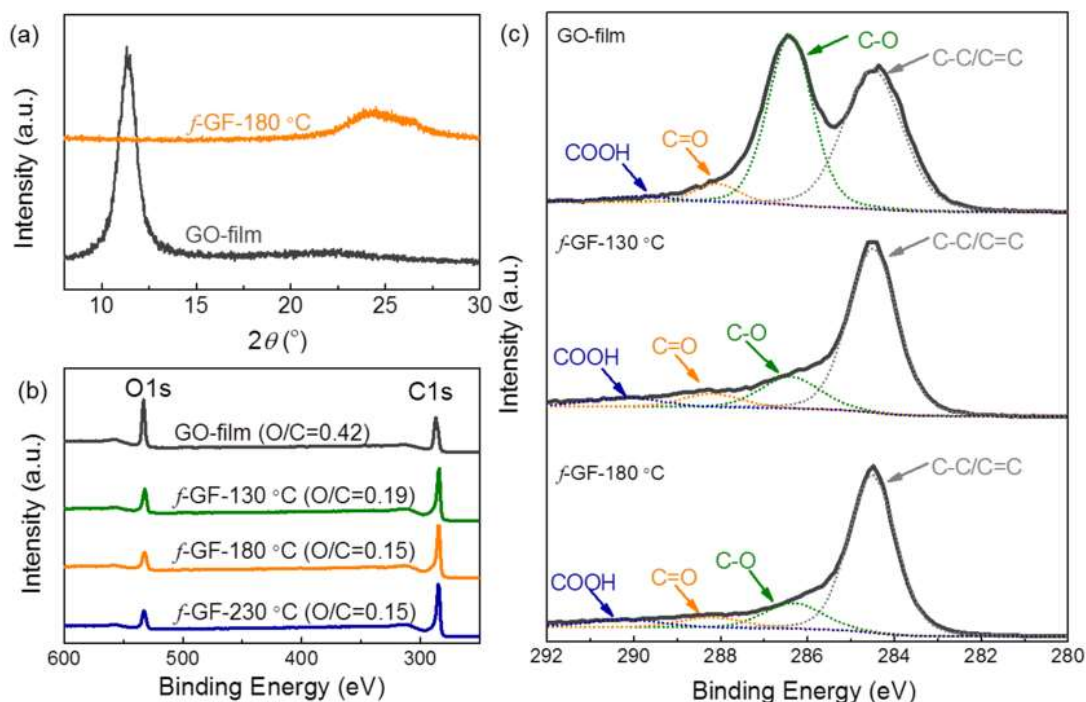 (a)
Intensity (a.u.)
f-GF-180 °C
GO-film
10 15 20 25 30
2θ (°)
(b)
Intensity (a.u.)
O1s
C1s
GO-film (O/C=0.42)
f-GF-130 °C (O/C=0.19)
f-GF-180 °C (O/C=0.15)
f-GF-230 °C (O/C=0.15)
600 500 400 300
Binding Energy (eV)
(c)
Intensity (a.u.)
GO-film
C-O
C-C/C=C
C=O
COOH
f-GF-130 °C
C-C/C=C
C-O
C=O
COOH
Intensity (a.u.)
f-GF-180 °C
C-C/C=C
C-O
C=O
COOH
292 290 288 286 284 282 280
Binding Energy (eV)